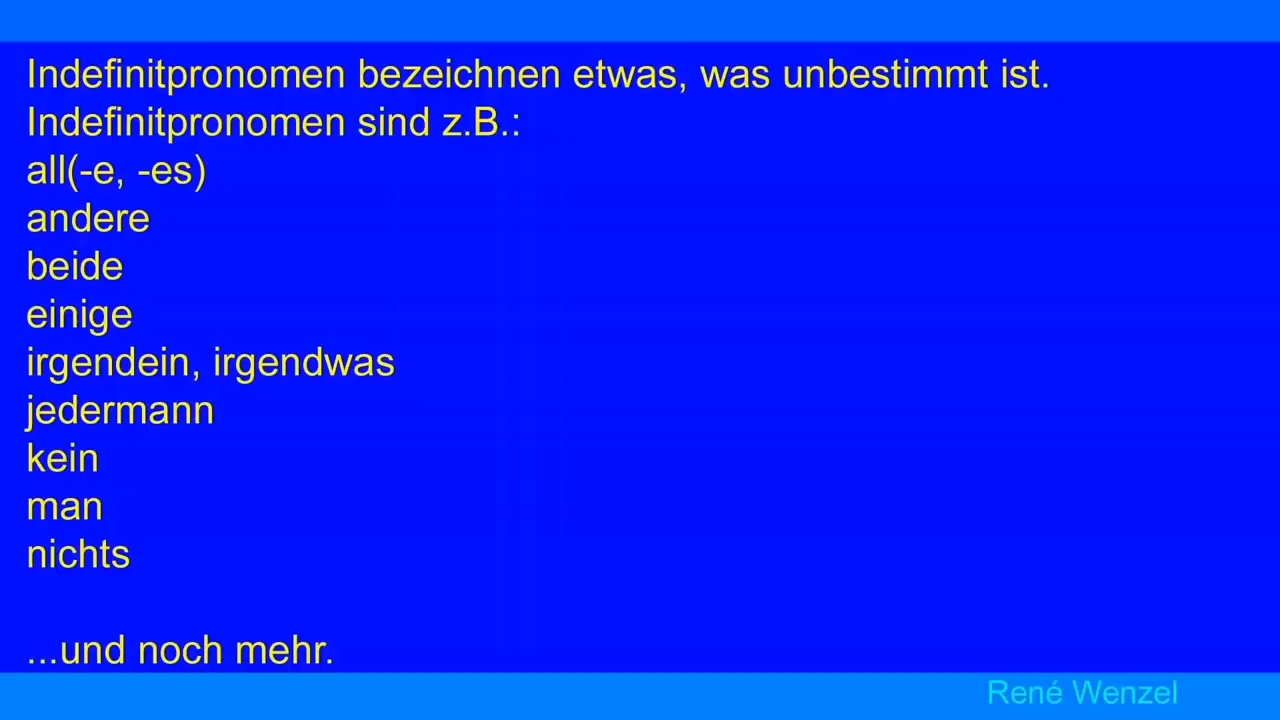 Indefinitpronomen bezeichnen etwas, was unbestimmt ist.
Indefinitpronomen sind z.B.:
all(-e, -es)
andere
beide
einige
irgendein, irgendwas
jedermann
kein
man
nichts
...und noch mehr.
René Wenzel